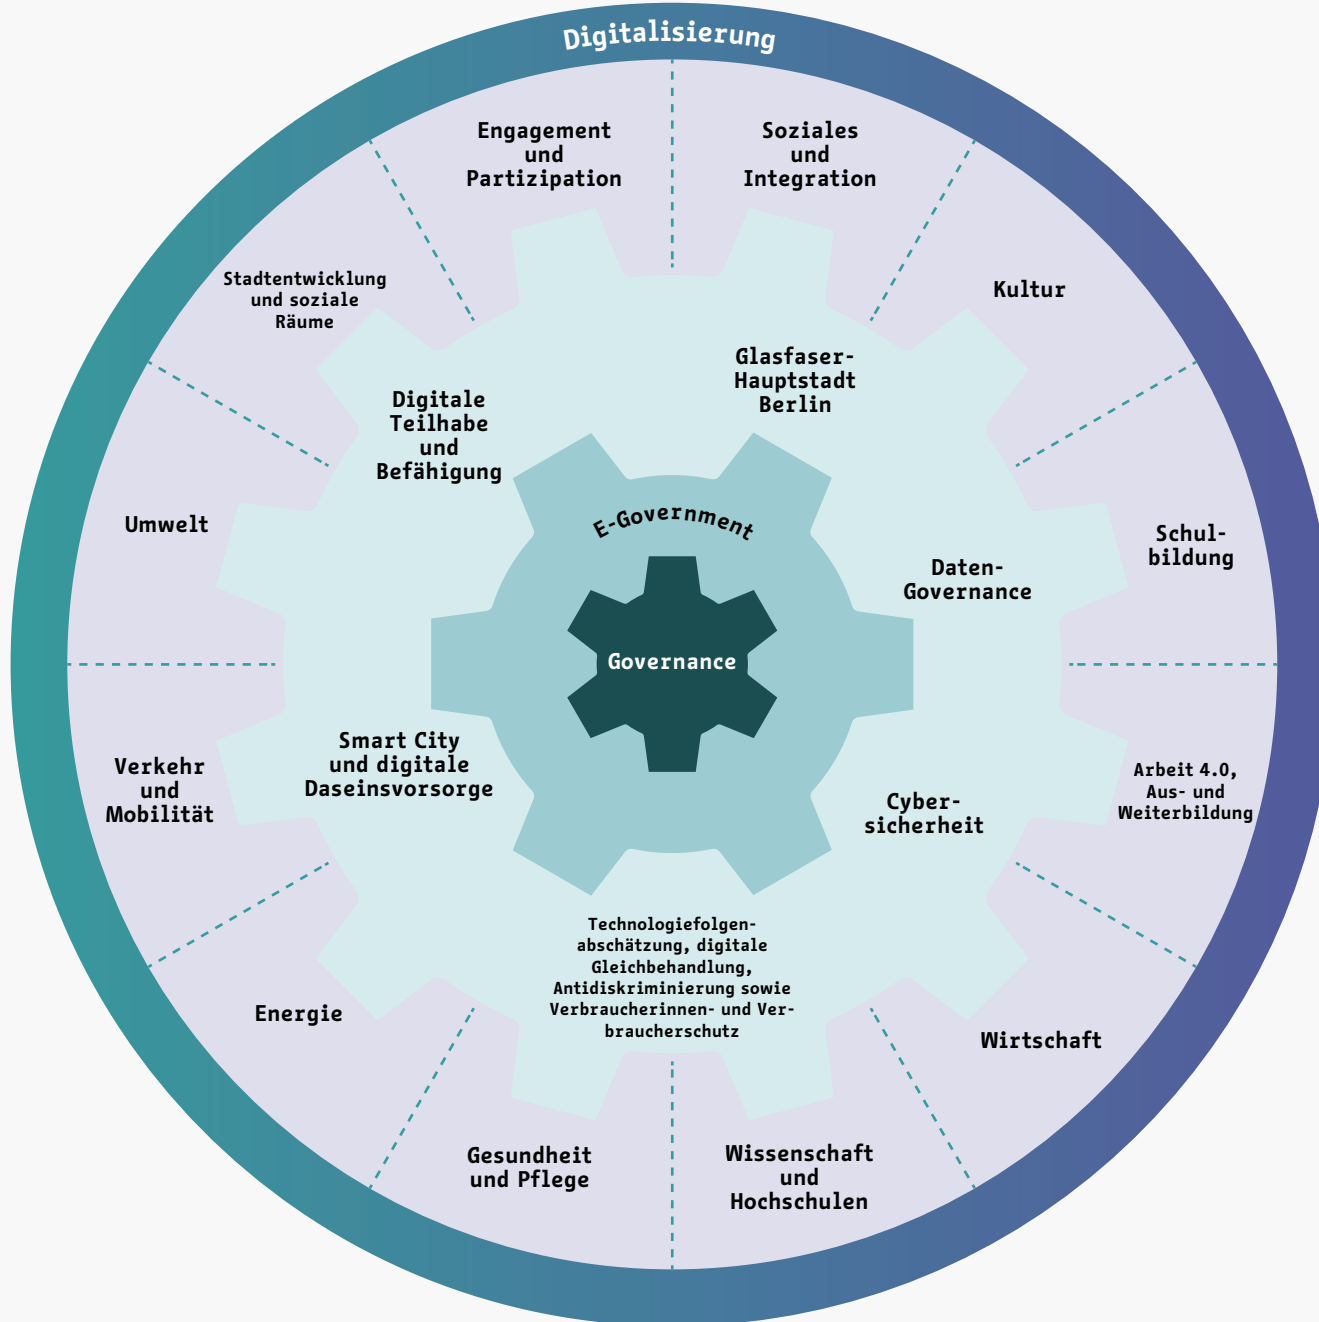 Digitalisierung
Engagement
und
Partizipation
Soziales
und
Integration
Kultur
Schul-
bildung
Arbeit 4.0,
Aus- und
Weiterbildung
Wirtschaft
Wissenschaft
und
Hochschulen
Gesundheit
und Pflege
Energie
Verkehr
und
Mobilität
Umwelt
Stadtentwicklung
und soziale
Räume
Digitale
Teilhabe
und
Befähigung
Glasfaser-
Hauptstadt
Berlin
Daten-
Governance
Cyber-
sicherheit
Technologiefolgen-
abschätzung, digitale
Gleichbehandlung,
Antidiskriminierung sowie
Verbraucherinnen- und Ver-
braucherschutz
Smart City
und digitale
Daseinsvorsorge
E-Government
Governance